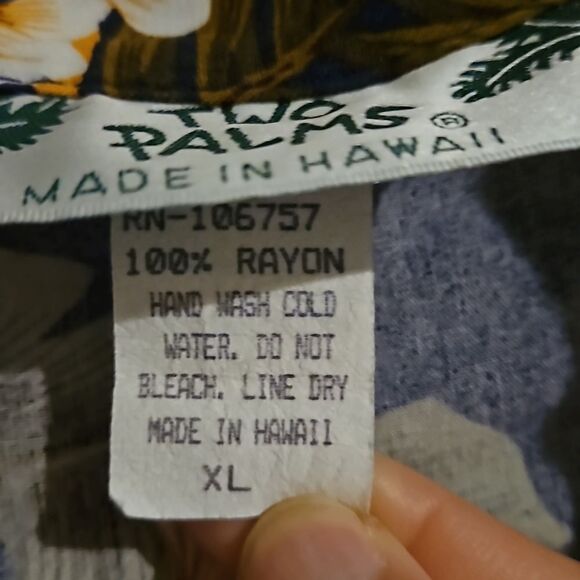 TWO
PALMS®
MADE IN HAWAII
RN-106757
100% RAYON
HAND WASH COLD
WATER. DO NOT
BLEACH. LINE DRY
MADE IN HAWAII
XL